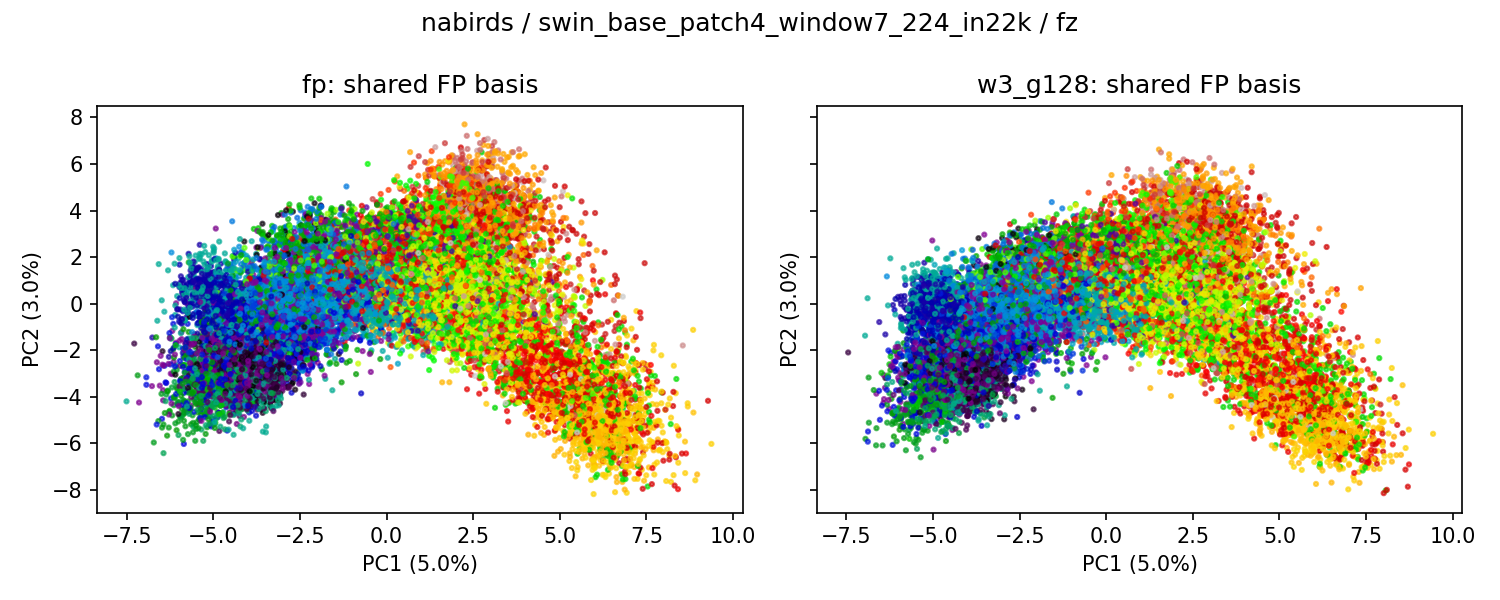 nabirds / swin_base_patch4_window7_224_in22k / fz
fp: shared FP basis
w3_g128: shared FP basis
8
6
4
2
0
−2
−4
−6
−8
PC2 (3.0%)
PC2 (3.0%)
−7.5 −5.0 −2.5 0.0 2.5 5.0 7.5 10.0
−7.5 −5.0 −2.5 0.0 2.5 5.0 7.5 10.0
PC1 (5.0%)
PC1 (5.0%)